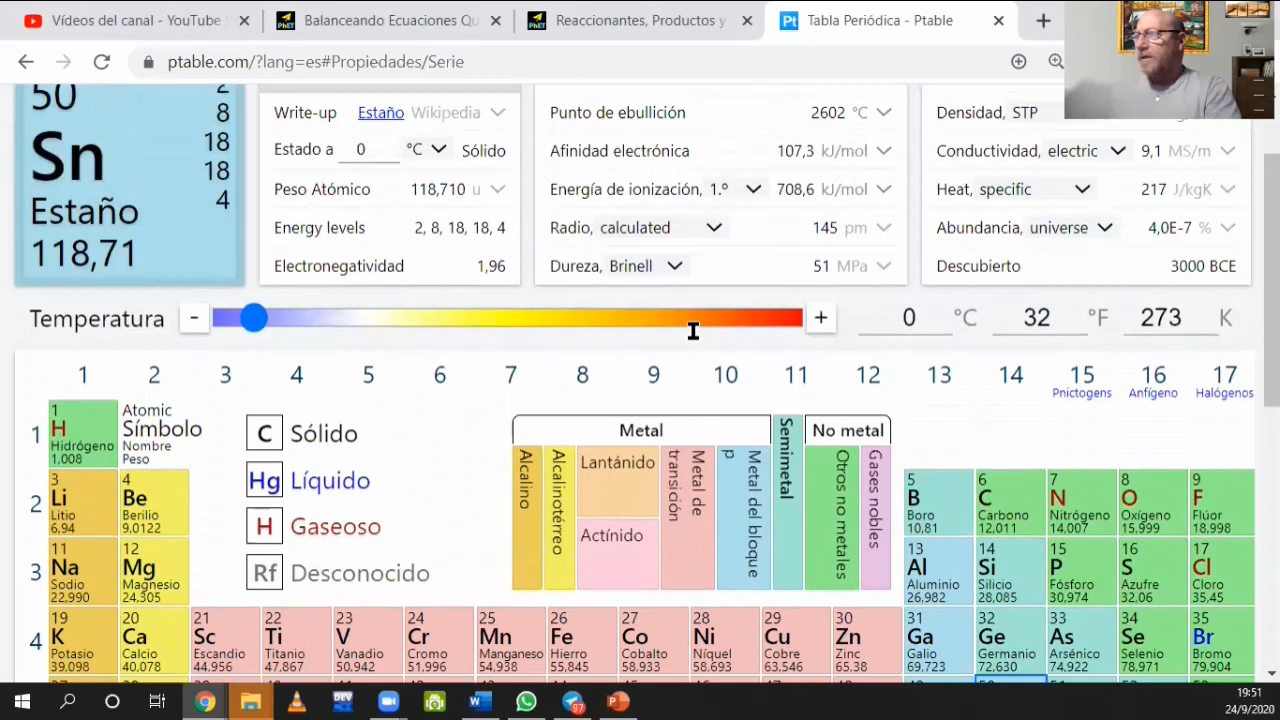 Vídeos del canal - YouTube
Balanceando Ecuaciones Qu
Reaccionantes, Productos y
Pt Tabla Periódica - Ptable
ptable.com/?lang=es#Propiedades/Serie
50
Sn
Estaño
118,71
2
8
18
18
4
Write-up Estaño Wikipedia
Estado a 0 °C Sólido
Peso Atómico 118,710 u
Energy levels 2, 8, 18, 18, 4
Electronegatividad 1,96
Punto de ebullición 2602 °C
Afinidad electrónica 107,3 kJ/mol
Energía de ionización, 1.º 708,6 kJ/mol
Radio, calculated 145 pm
Dureza, Brinell 51 MPa
Densidad, STP
Conductividad, electric 9,1 MS/m
Heat, specific 217 J/kgK
Abundancia, universe 4,0E-7 %
Descubierto 3000 BCE
Temperatura - + 0 °C 32 °F 273 K
1 2 3 4 5 6 7 8 9 10 11 12 13 14 15 16 17
Pnictogens Anfígeno Halógenos
1
1
H
Hidrógeno
1,008
Atomic
Símbolo
Nombre
Peso
C Sólido
Hg Líquido
H Gaseoso
Rf Desconocido
Metal
Semimetal
No metal
Alcalino
Alcalinotérreo
Lantánido
Actínido
Metal de
transición
Metal del bloque
p
Otros no metales
Gases nobles
2
3
Li
Litio
6,94
4
Be
Berilio
9,0122
5
B
Boro
10,81
6
C
Carbono
12,011
7
N
Nitrógeno
14,007
8
O
Oxígeno
15,999
9
F
Flúor
18,998
3
11
Na
Sodio
22,990
12
Mg
Magnesio
24,305
13
Al
Aluminio
26,982
14
Si
Silicio
28,085
15
P
Fósforo
30,974
16
S
Azufre
32,06
17
Cl
Cloro
35,45
4
19
K
Potasio
39,098
20
Ca
Calcio
40,078
21
Sc
Escandio
44,956
22
Ti
Titanio
47,867
23
V
Vanadio
50,942
24
Cr
Cromo
51,996
25
Mn
Manganeso
54,938
26
Fe
Hierro
55,845
27
Co
Cobalto
58,933
28
Ni
Níquel
58,693
29
Cu
Cobre
63,546
30
Zn
Zinc
65,38
31
Ga
Galio
69,723
32
Ge
Germanio
72,630
33
As
Arsénico
74,922
34
Se
Selenio
78,971
35
Br
Bromo
79,904
DEV
97
19:51
24/9/2020